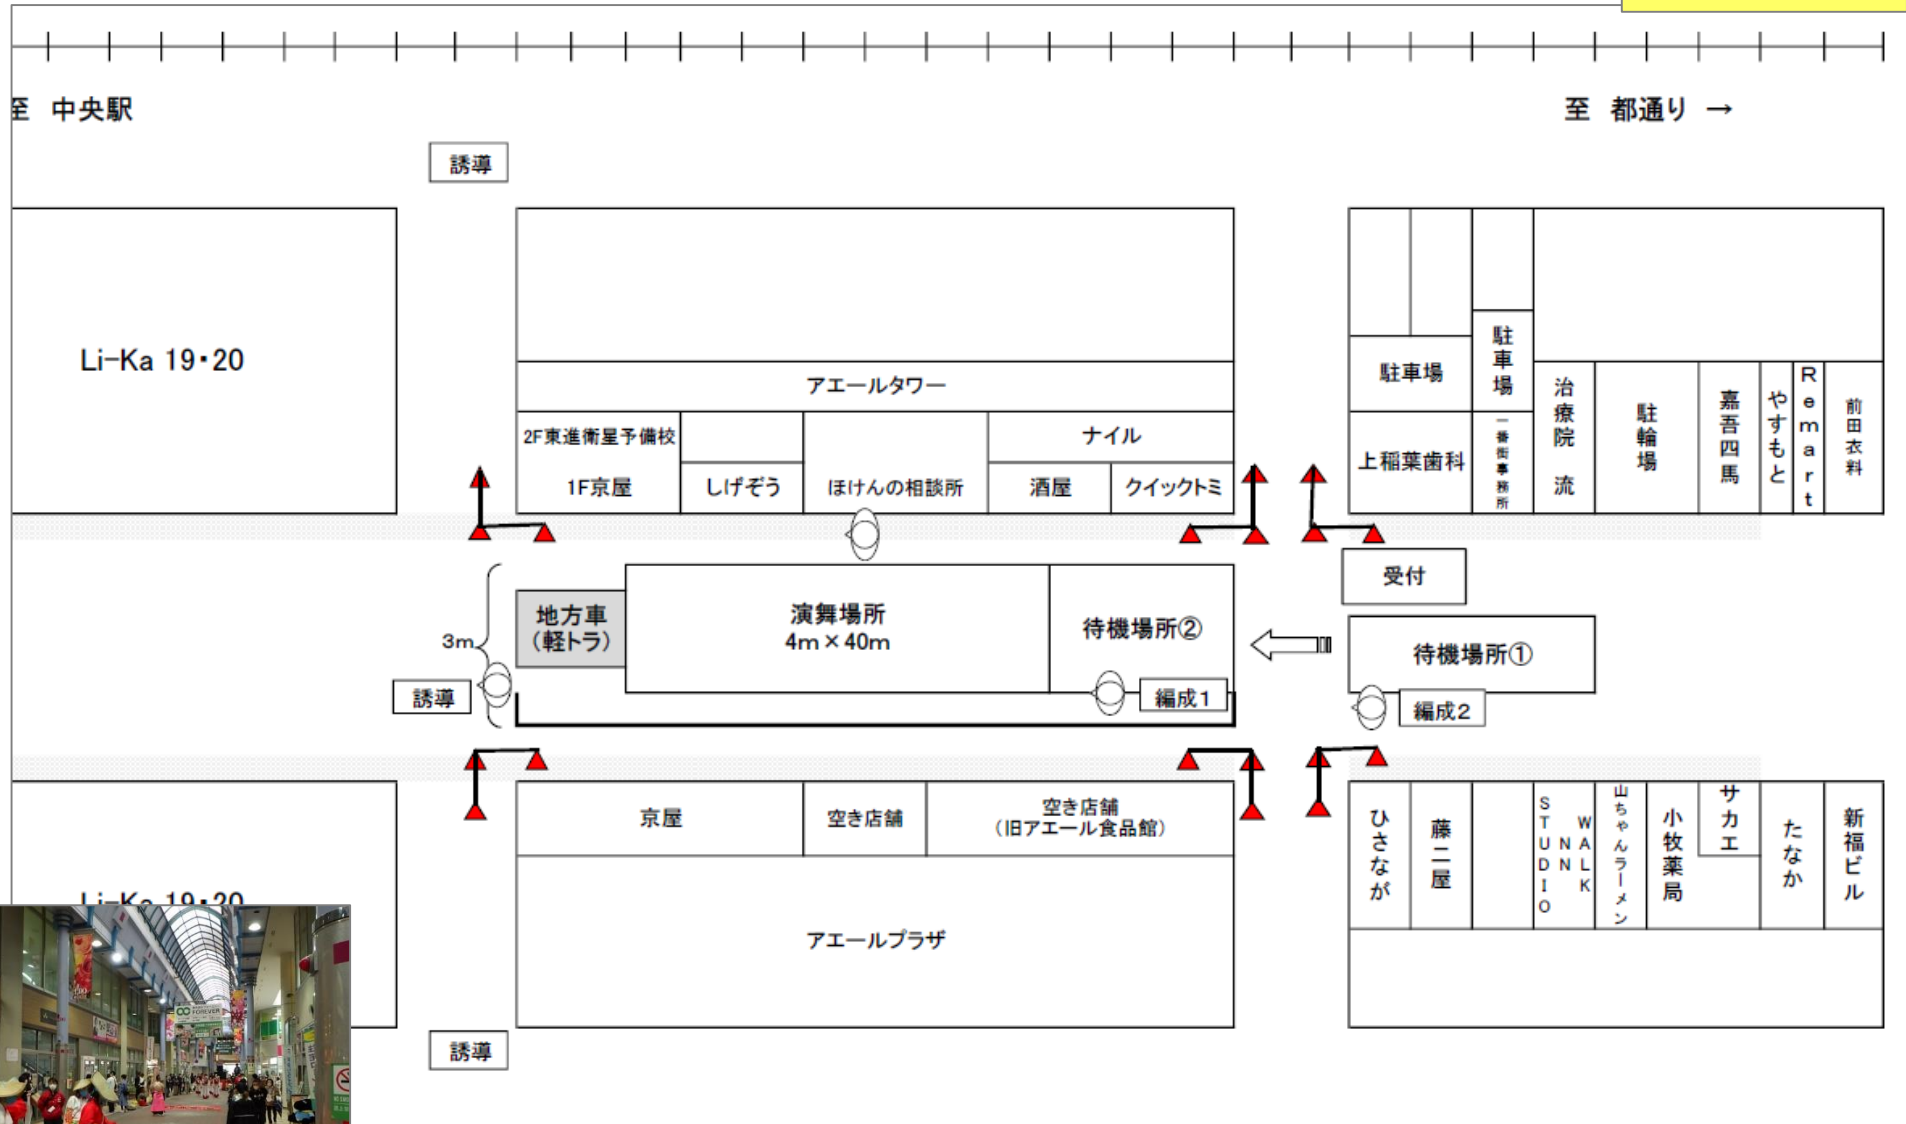 至 中央駅
至 都通り →
誘導
Li-Ka 19・20
アエールタワー
2F東進衛星予備校
1F京屋
しげぞう
ほけんの相談所
ナイル
酒屋
クイックトミ
駐車場
駐車場
上稲葉歯科
一番街事務所
治療院 流
駐輪場
嘉吾四馬
やすもと
Remart
前田衣料
受付
3m
地方車
(軽トラ)
演舞場所
4m×40m
待機場所②
待機場所①
誘導
編成1
編成2
京屋
空き店舗
空き店舗
(旧アエール食品館)
アエールプラザ
ひさなが
藤二屋
STUDIO
NN
WALK
山ちゃんラーメン
小牧薬局
サカエ
たなか
新福ビル
Li-Ka 19・20
FOREVER
誘導